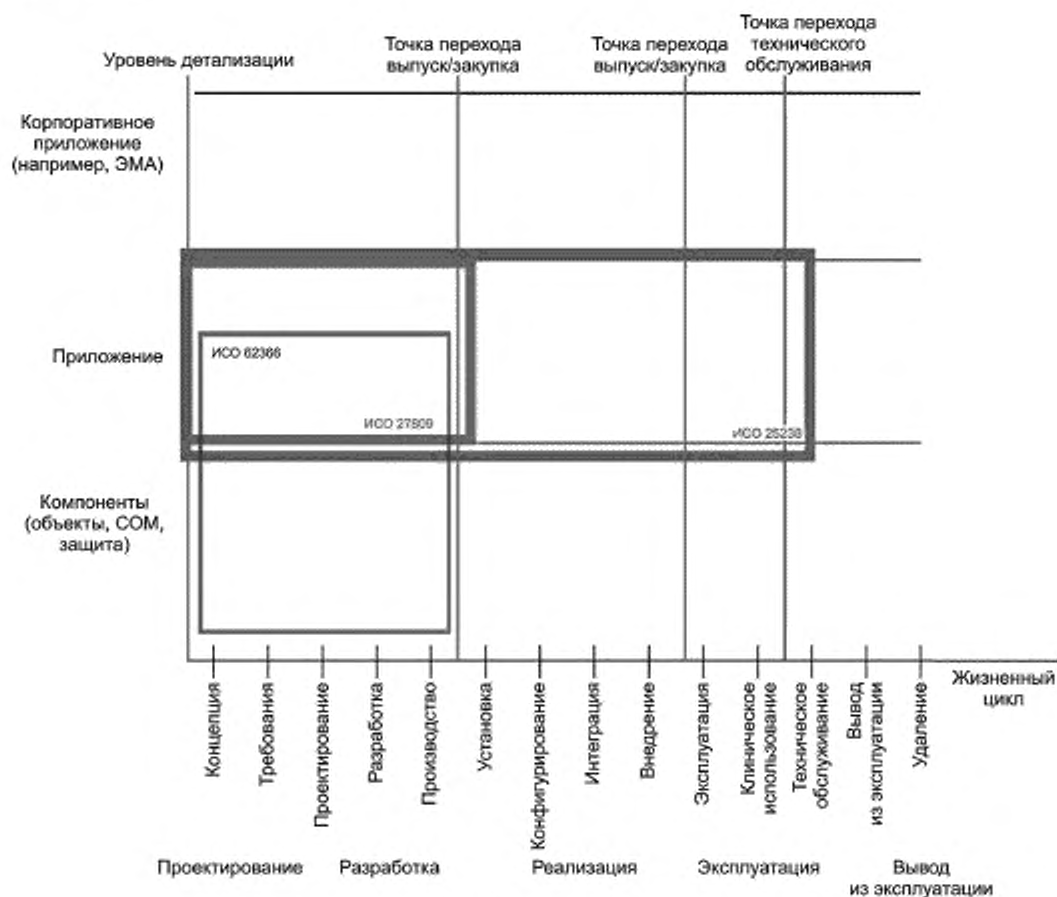 Уровень детализации
Точка перехода
выпуск/закупка
Точка перехода
выпуск/закупка
Точка перехода
технического
обслуживания
Корпоративное
приложение
(например, ЭМА)
Приложение
ИСО 62366
ИСО 27809
ИСО 25238
Компоненты
(объекты, COM,
защита)
Жизненный
цикл
Концепция
Требования
Проектирование
Разработка
Производство
Установка
Конфигурирование
Интеграция
Внедрение
Эксплуатация
Клиническое
использование
Техническое
обслуживание
Вывод
из эксплуатации
Удаление
Проектирование
Разработка
Реализация
Эксплуатация
Вывод
из эксплуатации